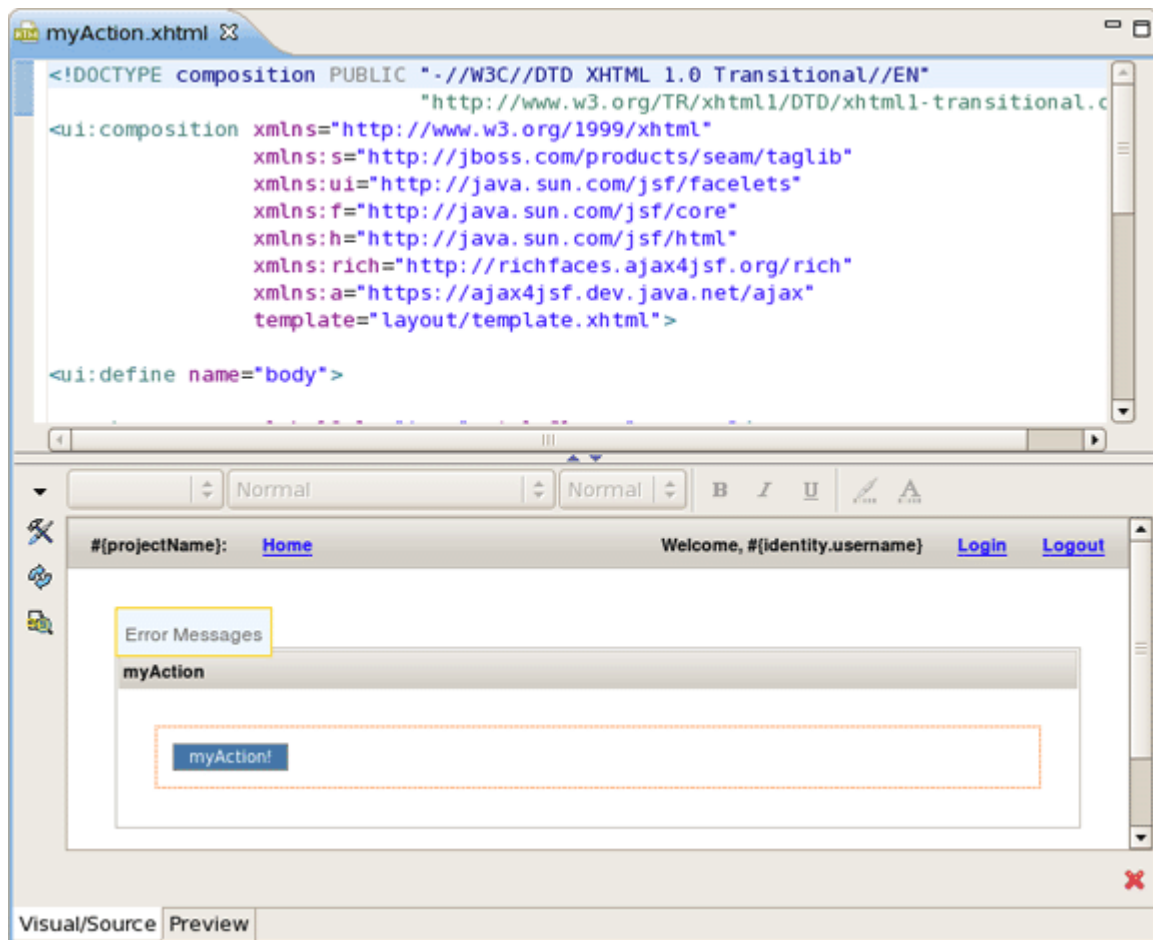 myAction.xhtml
<!DOCTYPE composition PUBLIC "-//W3C//DTD XHTML 1.0 Transitional//EN"
"http://www.w3.org/TR/xhtml1/DTD/xhtml1-transitional.
<ui:composition xmlns="http://www.w3.org/1999/xhtml"
xmlns:s="http://jboss.com/products/seam/taglib"
xmlns:ui="http://java.sun.com/jsf/facelets"
xmlns:f="http://java.sun.com/jsf/core"
xmlns:h="http://java.sun.com/jsf/html"
xmlns:rich="http://richfaces.ajax4jsf.org/rich"
xmlns:a="https://ajax4jsf.dev.java.net/ajax"
template="layout/template.xhtml">
<ui:define name="body">
Normal Normal B I U A
#{projectName}: Home Welcome, #{identity.username} Login Logout
Error Messages
myAction
myAction!
Visual/Source Preview